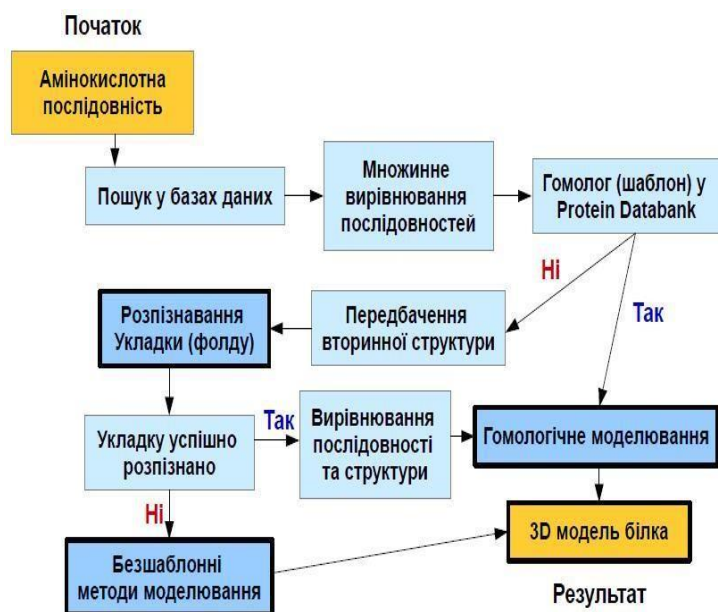 Початок
Амінокислотна
послідовність
Пошук у базах даних
Множинне
вирівнювання
послідовностей
Гомолог (шаблон) у
Protein Databank
Ні
Так
Передбачення
вторинної структури
Розпізнавання
Укладки (фолду)
Укладку успішно
розпізнано
Так
Вирівнювання
послідовності
та структури
Гомологічне моделювання
Ні
Безшаблонні
методи моделювання
3D модель білка
Результат